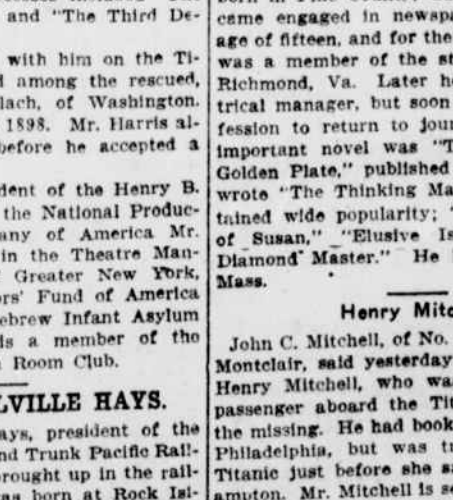 and "The Third De-
with him on the Ti-
among the rescued,
lach, of Washington.
1898. Mr. Harris al-
before he accepted a
dent of the Henry B.
the National Produc-
any of America Mr.
in the Theatre Man-
Greater New York,
ors' Fund of America
ebrew Infant Asylum
is a member of the
Room Club.
LVILLE HAYS.
ays, president of the
nd Trunk Pacific Rail-
rought up in the rail-
as born at Rock Isl-
came engaged in newspa
age of fifteen, and for the
was a member of the st
Richmond, Va. Later h
trical manager, but soon
fession to return to jour
important novel was "T
Golden Plate," published
wrote "The Thinking Ma
tained wide popularity; "
of Susan," "Elusive Is
Diamond Master." He
Mass.
Henry Mitc
John C. Mitchell, of No.
Montclair, said yesterday
Henry Mitchell, who wa
passenger aboard the Tit
the missing. He had book
Philadelphia, but was tr
Titanic just before she s
ampton. Mr. Mitchell is s